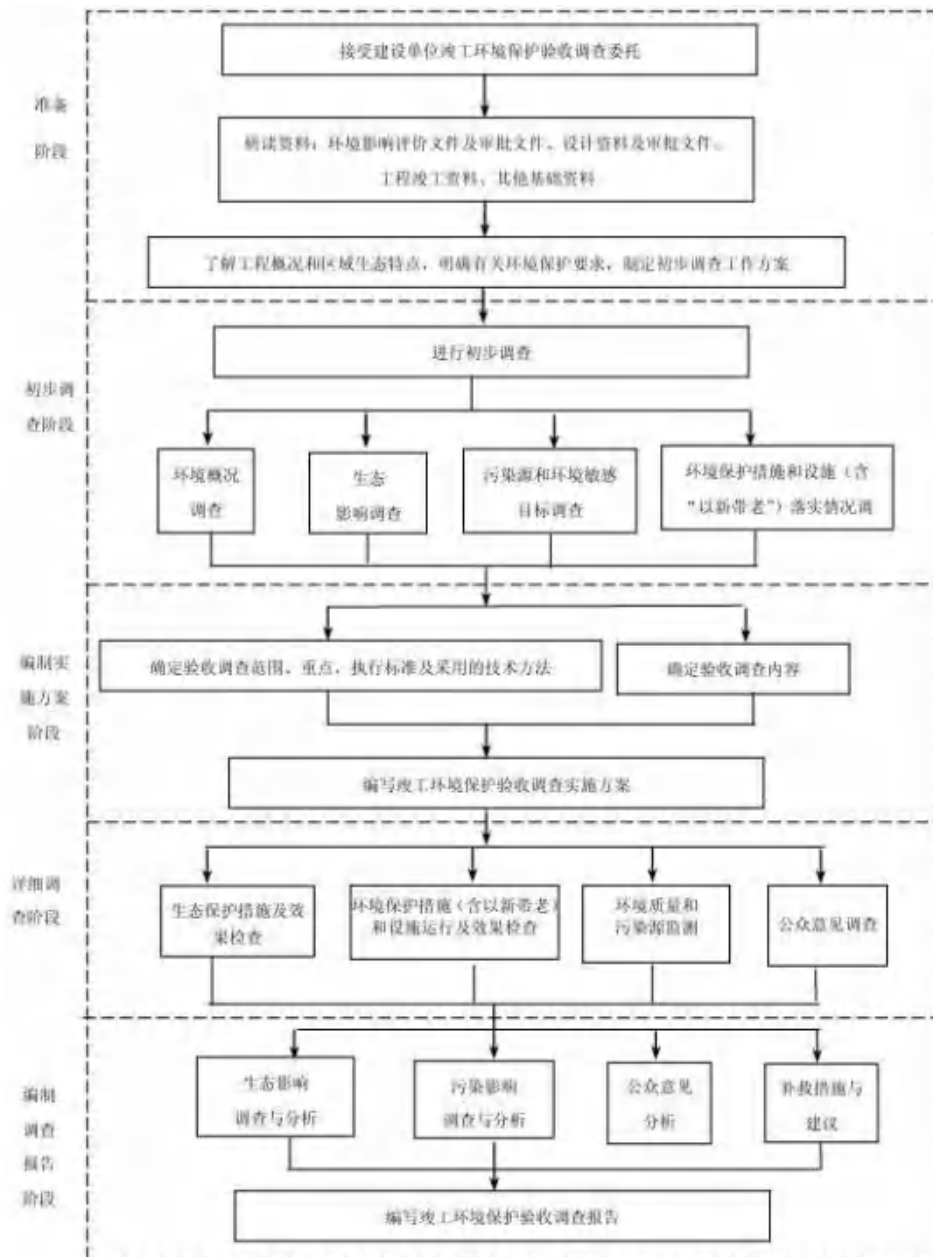 接受建设单位竣工环境保护验收调查委托
准备
阶段
研读资料：环境影响评价文件及审批文件、设计资料及审批文件、
工程竣工资料、其他基础资料
了解工程概况和区域生态特点，明确有关环境保护要求，制定初步调查工作方案
进行初步调查
初步调
查阶段
环境概况
调查
生态
影响调查
污染源和环境敏感
目标调查
环境保护措施和设施（含
“以新带老”）落实情况调
编制实
施方案
阶段
确定验收调查范围、重点、执行标准及采用的技术方法
确定验收调查内容
编写竣工环境保护验收调查实施方案
详细调
查阶段
生态保护措施及效
果检查
环境保护措施（含以新带老）
和设施运行及效果检查
环境质量和
污染源监测
公众意见调查
编制
调查
报告
阶段
生态影响
调查与分析
污染影响
调查与分析
公众意见
分析
补救措施与
建议
编写竣工环境保护验收调查报告